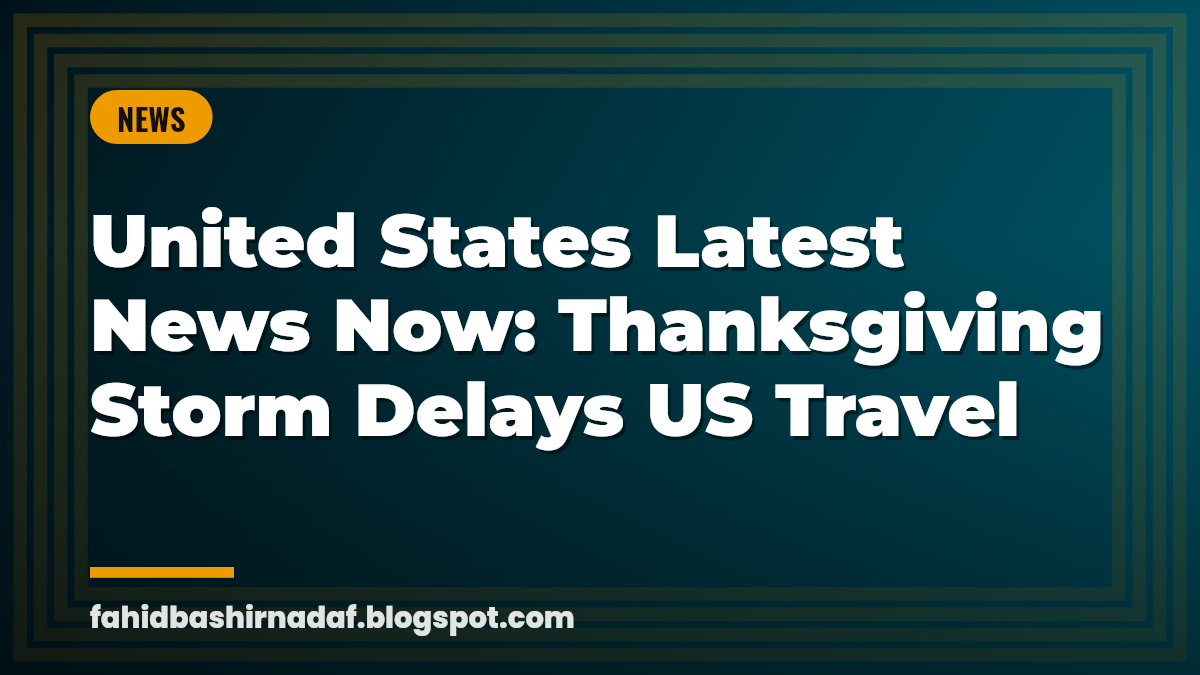 NEWS
United States Latest
News Now: Thanksgiving
Storm Delays US Travel
fahidbashirnadaf.blogspot.com